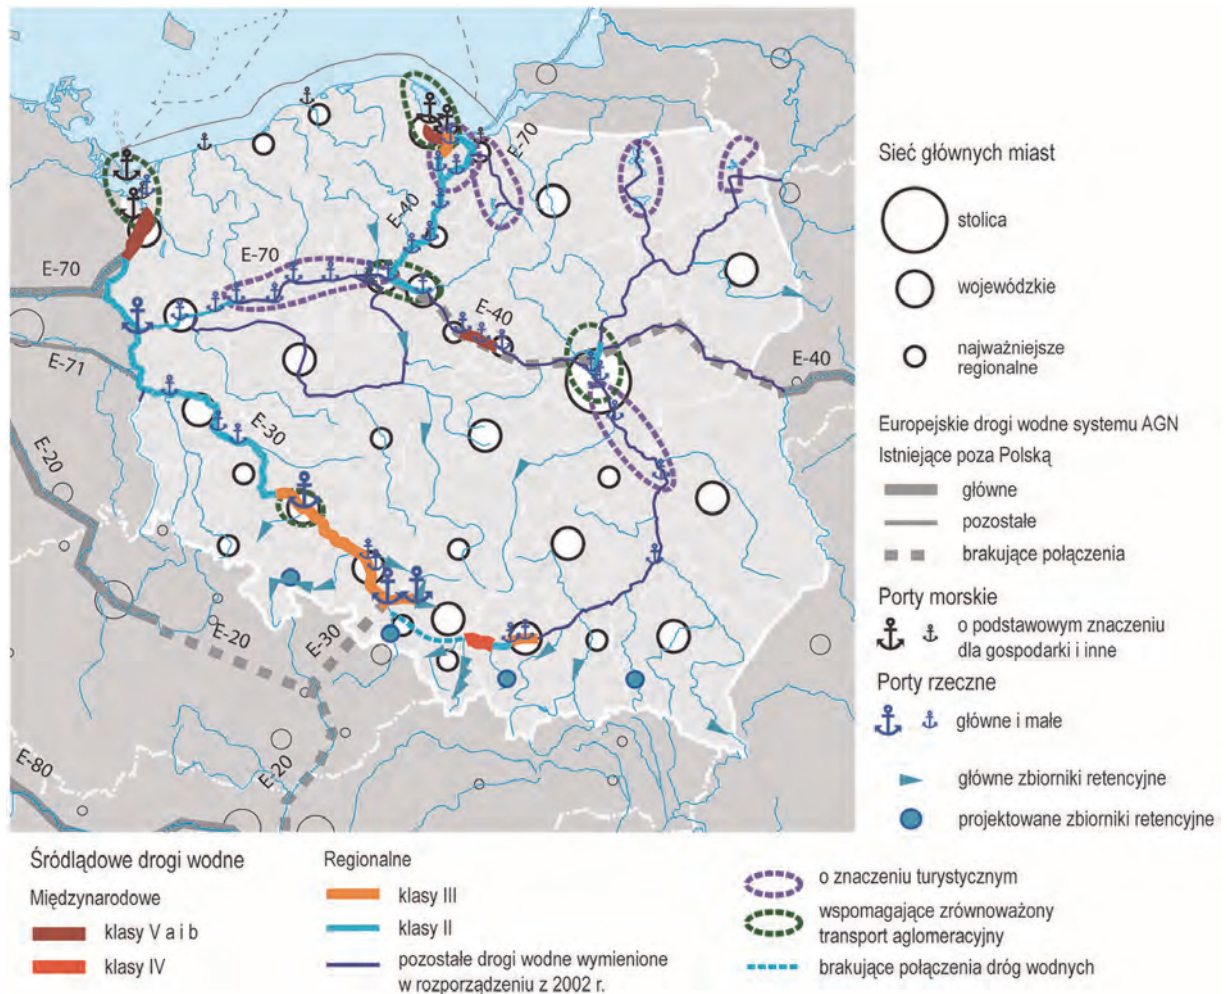 E-70
E-40
E-70
E-70
E-40
E-40
E-71
E-30
E-20
E-20
E-30
E-20
E-80
Sieć głównych miast
stolica
wojewódzkie
najważniejsze
regionalne
Europejskie drogi wodne systemu AGN
Istniejące poza Polską
główne
pozostałe
brakujące połączenia
Porty morskie
o podstawowym znaczeniu
dla gospodarki i inne
Porty rzeczne
główne i małe
główne zbiorniki retencyjne
projektowane zbiorniki retencyjne
Śródlądowe drogi wodne
Międzynarodowe
klasy V a i b
klasy IV
Regionalne
klasy III
klasy II
pozostałe drogi wodne wymienione
w rozporządzeniu z 2002 r.
o znaczeniu turystycznym
wspomagające zrównoważony
transport aglomeracyjny
brakujące połączenia dróg wodnych